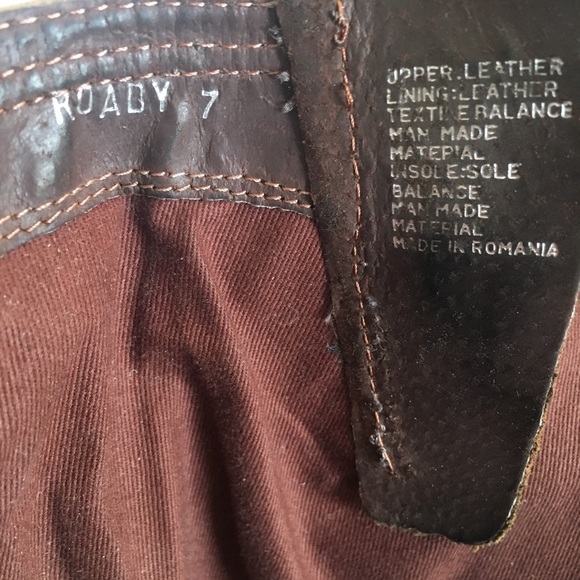 ROADY 7
UPPER:LEATHER
LINING:LEATHER
TEXTILE BALANCE
MAN MADE
MATERIAL
INSOLE:SOLE
BALANCE
MAN MADE
MATERIAL
MADE IN ROMANIA